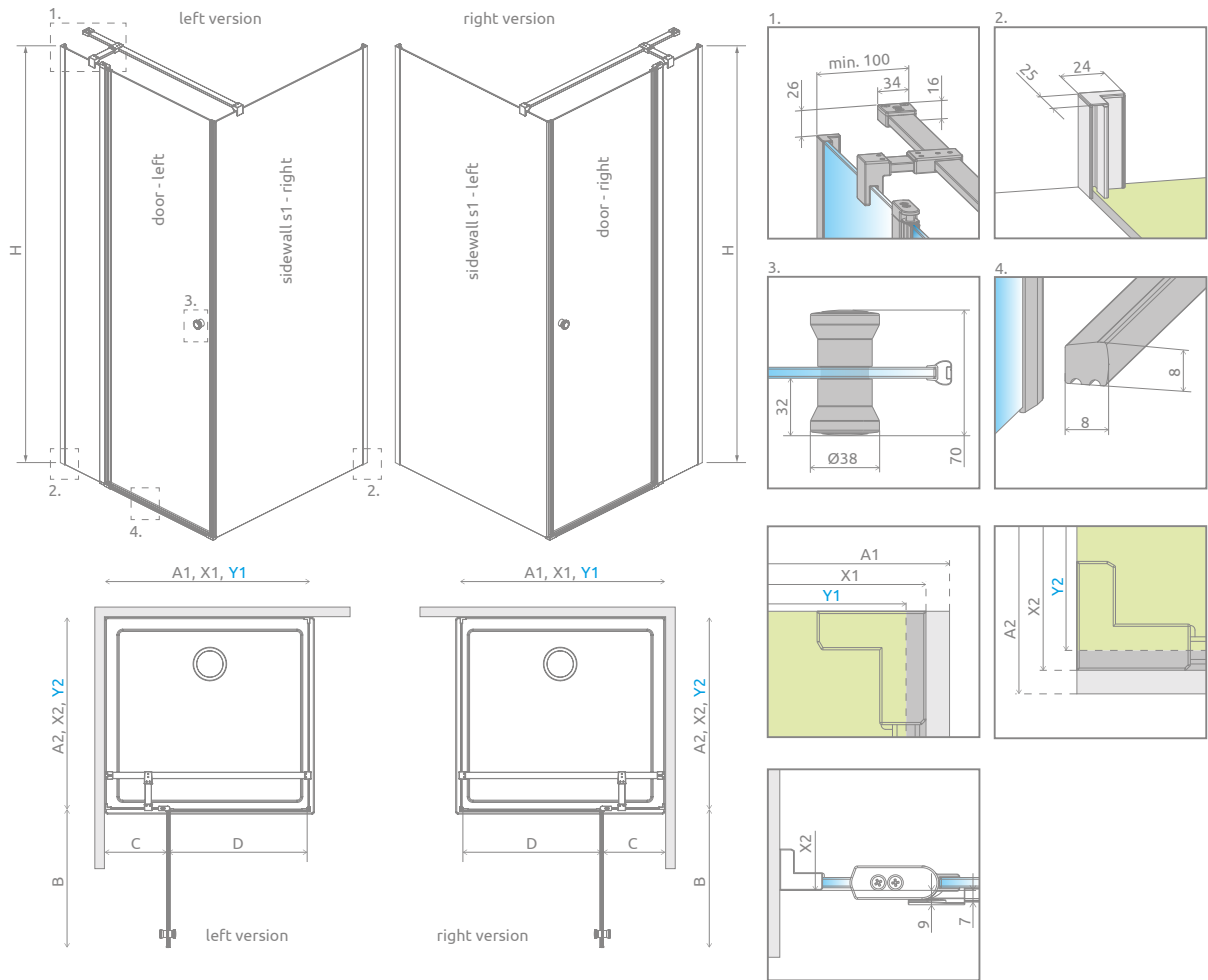 1.
left version
right version
H
door - left
sidewall s1 - right
3.
2.
2.
4.
sidewall s1 - left
door - right
H
1.
min. 100
34
16
26
2.
25
24
3.
32
Ø38
70
4.
8
8
A1, X1, Y1
A2, X2, Y2
C
D
B
left version
A1, X1, Y1
A2, X2, Y2
D
C
B
right version
A1
X1
Y1
A2
X2
Y2
X2
9
7